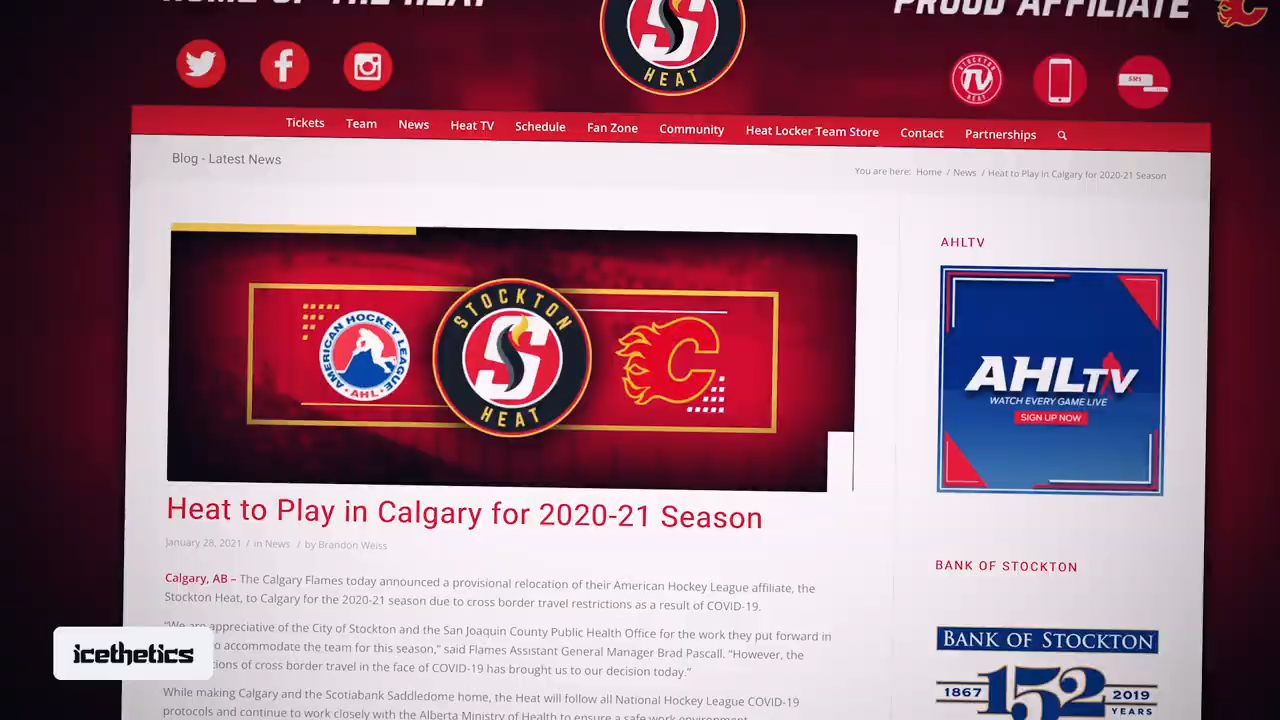 HOME OF THE HEAT
PROUD AFFILIATE
S
HEAT
STOCKTON
TV
HEAT
SMS
Tickets Team News Heat TV Schedule Fan Zone Community Heat Locker Team Store Contact Partnerships
Blog - Latest News
You are here: Home / News / Heat to Play in Calgary for 2020-21 Season
AMERICAN HOCKEY LEAGUE
AHL
STOCKTON
S
HEAT
C
Heat to Play in Calgary for 2020-21 Season
January 28, 2021 / in News / by Brandon Weiss
Calgary, AB – The Calgary Flames today announced a provisional relocation of their American Hockey League affiliate, the
Stockton Heat, to Calgary for the 2020-21 season due to cross border travel restrictions as a result of COVID-19.
"We are appreciative of the City of Stockton and the San Joaquin County Public Health Office for the work they put forward in
o accommodate the team for this season," said Flames Assistant General Manager Brad Pascall. "However, the
tions of cross border travel in the face of COVID-19 has brought us to our decision today."
While making Calgary and the Scotiabank Saddledome home, the Heat will follow all National Hockey League COVID-19
protocols and continue to work closely with the Alberta Ministry of Health to ensure a safe work environment.
AHLTV
AHLTV
WATCH EVERY GAME LIVE
SIGN UP NOW
BANK OF STOCKTON
BANK OF STOCKTON
1867 152 2019
YEARS
icethetics